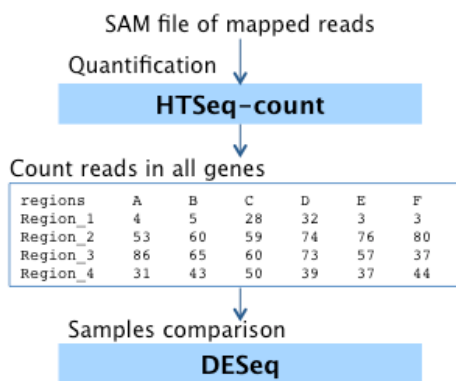 SAM file of mapped reads
Quantification
HTSeq-count
Count reads in all genes
regions A B C D E F
Region_1 4 5 28 32 3 3
Region_2 53 60 59 74 76 80
Region_3 86 65 60 73 57 37
Region_4 31 43 50 39 37 44
Samples comparison
DESeq